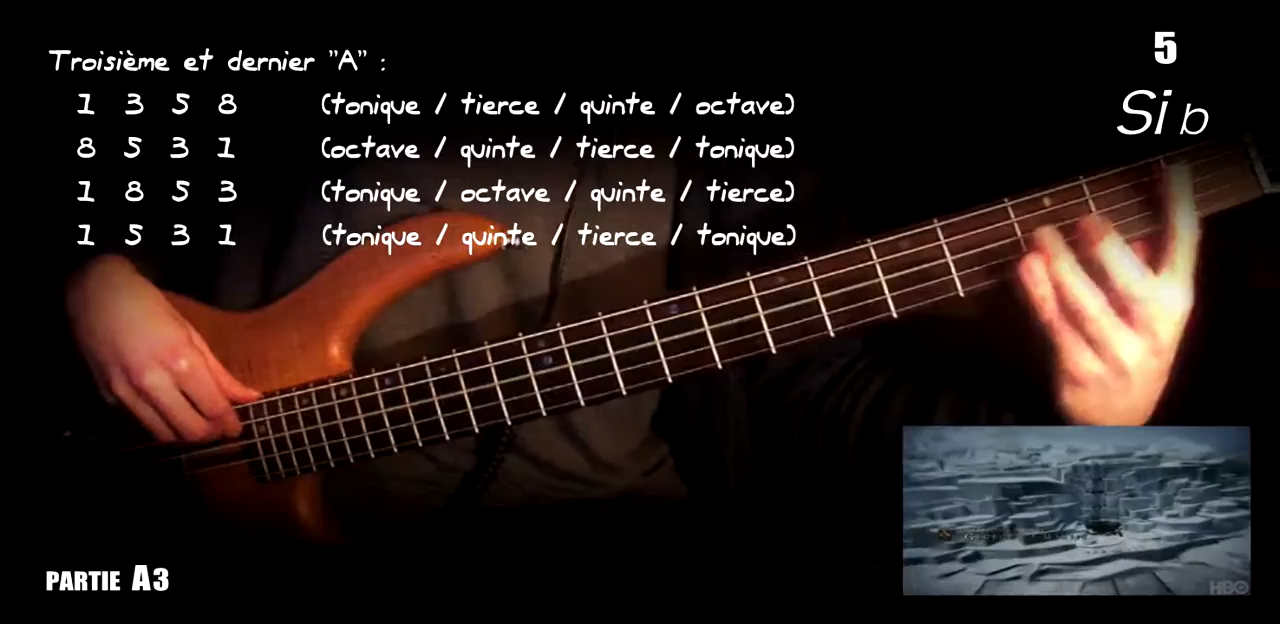 Troisième et dernier "A" :
1 3 5 8 (tonique / tierce / quinte / octave)
8 5 3 1 (octave / quinte / tierce / tonique)
1 8 5 3 (tonique / octave / quinte / tierce)
1 5 3 1 (tonique / quinte / tierce / tonique)
5
Si b
PARTIE A3
HBO